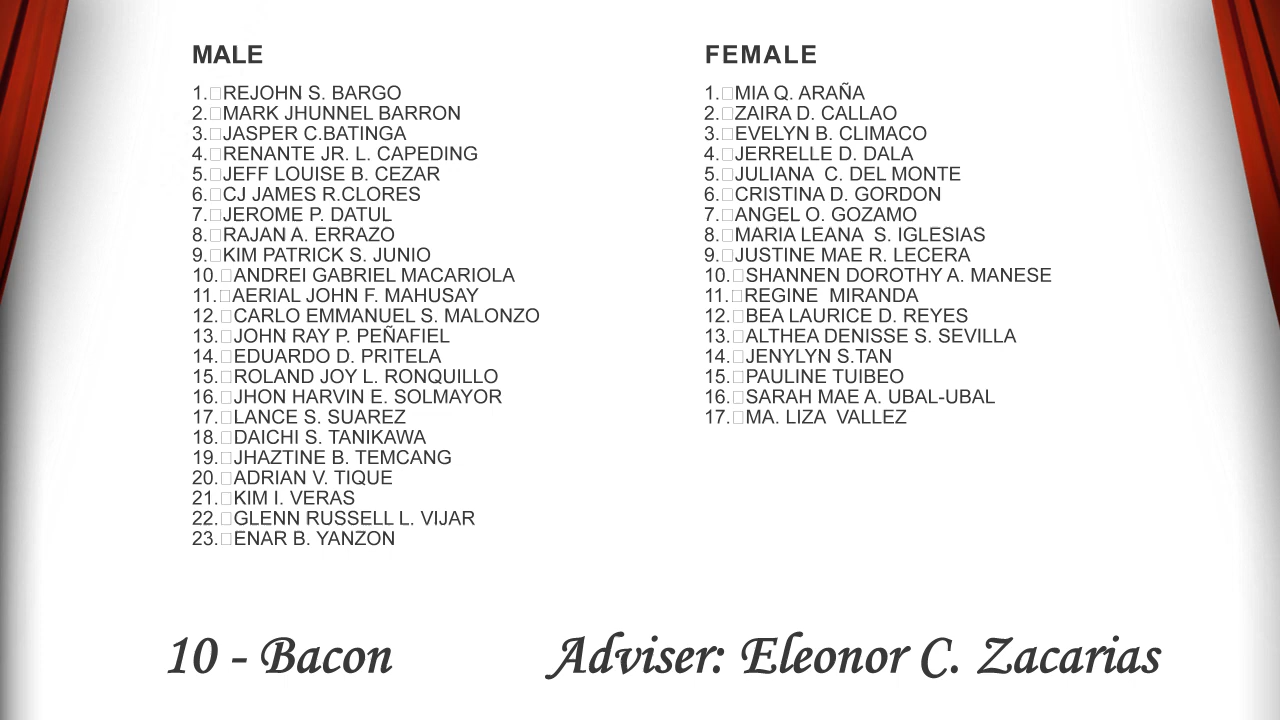 MALE
1. REJOHN S. BARGO
2. MARK JHUNNEL BARRON
3. JASPER C.BATINGA
4. RENANTE JR. L. CAPEDING
5. JEFF LOUISE B. CEZAR
6. CJ JAMES R.CLORES
7. JEROME P. DATUL
8. RAJAN A. ERRAZO
9. KIM PATRICK S. JUNIO
10. ANDREI GABRIEL MACARIOLA
11. AERIAL JOHN F. MAHUSAY
12. CARLO EMMANUEL S. MALONZO
13. JOHN RAY P. PEÑAFIEL
14. EDUARDO D. PRITELA
15. ROLAND JOY L. RONQUILLO
16. JHON HARVIN E. SOLMAYOR
17. LANCE S. SUAREZ
18. DAICHI S. TANIKAWA
19. JHAZTINE B. TEMCANG
20. ADRIAN V. TIQUE
21. KIM I. VERAS
22. GLENN RUSSELL L. VIJAR
23. ENAR B. YANZON
FEMALE
1. MIA Q. ARAÑA
2. ZAIRA D. CALLAO
3. EVELYN B. CLIMACO
4. JERRELLE D. DALA
5. JULIANA  C. DEL MONTE
6. CRISTINA D. GORDON
7. ANGEL O. GOZAMO
8. MARIA LEANA  S. IGLESIAS
9. JUSTINE MAE R. LECERA
10. SHANNEN DOROTHY A. MANESE
11. REGINE  MIRANDA
12. BEA LAURICE D. REYES
13. ALTHEA DENISSE S. SEVILLA
14. JENYLYN S.TAN
15. PAULINE TUIBEO
16. SARAH MAE A. UBAL-UBAL
17. MA. LIZA  VALLEZ
10 - Bacon
Adviser: Eleonor C. Zacarias